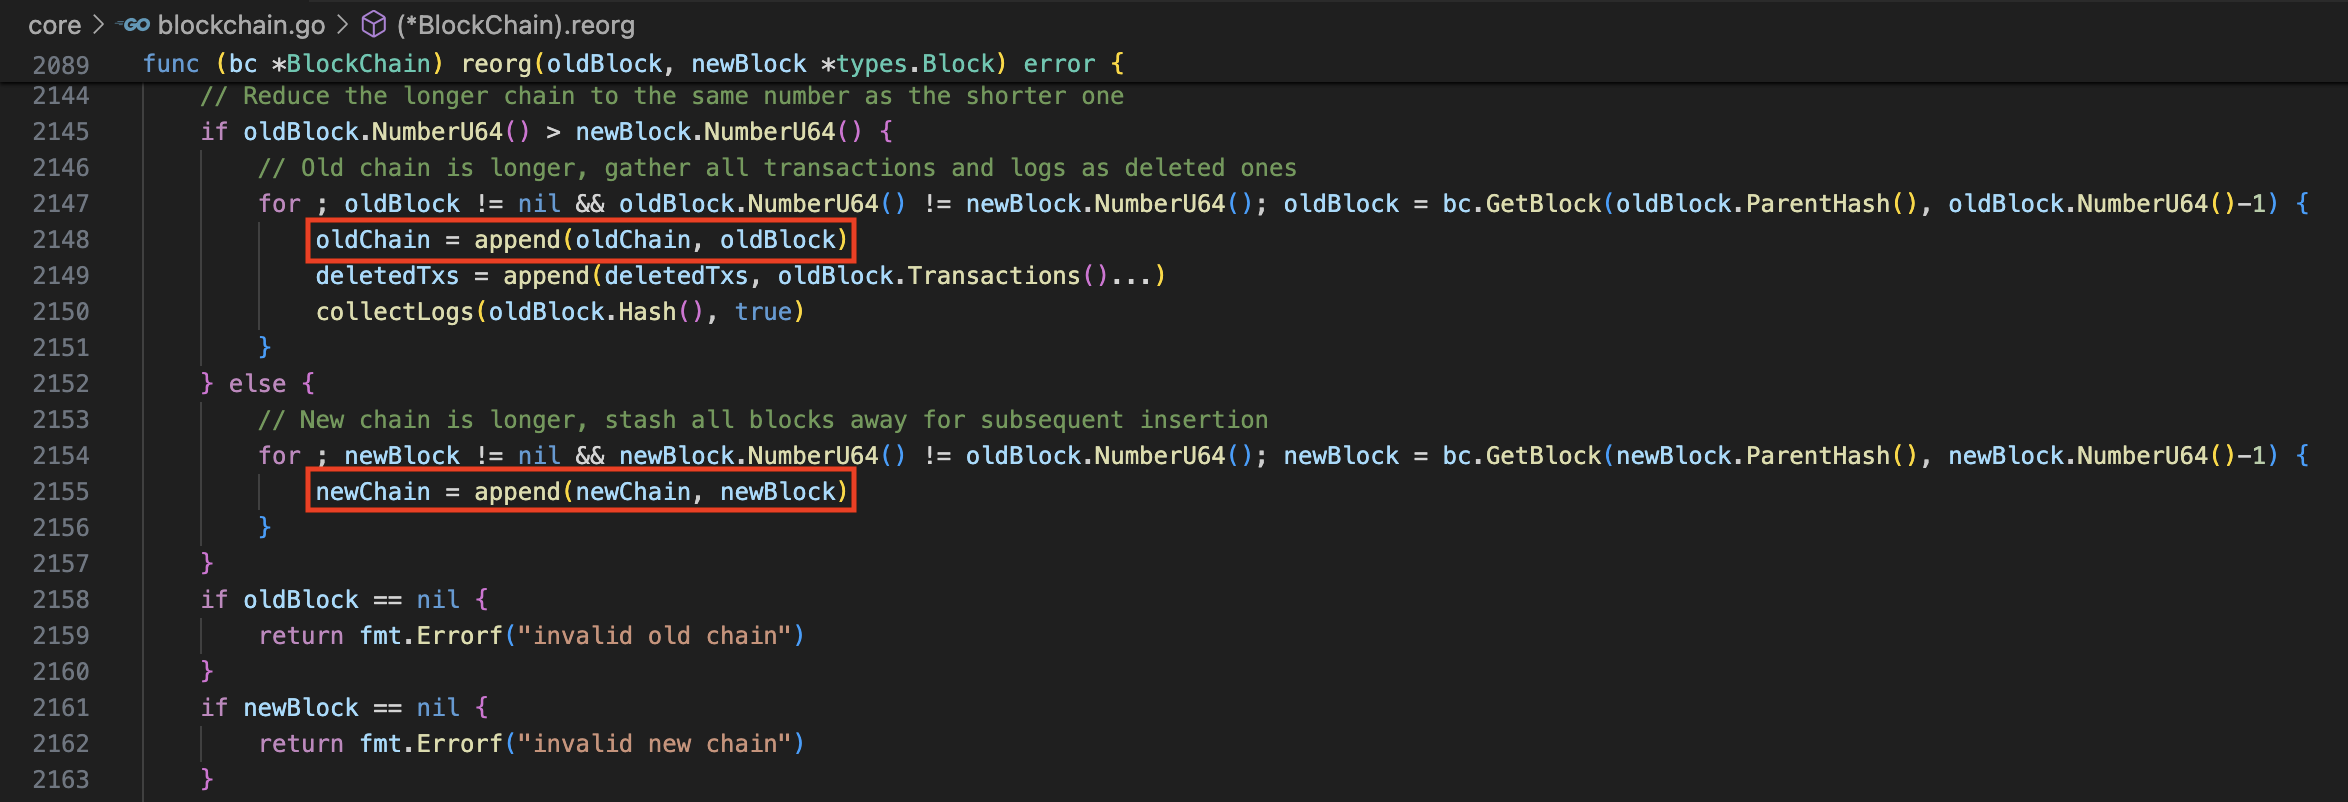 core > GO blockchain.go > (*BlockChain).reorg
2089 func (bc *BlockChain) reorg(oldBlock, newBlock *types.Block) error {
2144 // Reduce the longer chain to the same number as the shorter one
2145 if oldBlock.NumberU64() > newBlock.NumberU64() {
2146 // Old chain is longer, gather all transactions and logs as deleted ones
2147 for ; oldBlock != nil && oldBlock.NumberU64() != newBlock.NumberU64(); oldBlock = bc.GetBlock(oldBlock.ParentHash(), oldBlock.NumberU64()-1) {
2148 oldChain = append(oldChain, oldBlock)
2149 deletedTxs = append(deletedTxs, oldBlock.Transactions()...)
2150 collectLogs(oldBlock.Hash(), true)
2151 }
2152 } else {
2153 // New chain is longer, stash all blocks away for subsequent insertion
2154 for ; newBlock != nil && newBlock.NumberU64() != oldBlock.NumberU64(); newBlock = bc.GetBlock(newBlock.ParentHash(), newBlock.NumberU64()-1) {
2155 newChain = append(newChain, newBlock)
2156 }
2157 }
2158 if oldBlock == nil {
2159 return fmt.Errorf("invalid old chain")
2160 }
2161 if newBlock == nil {
2162 return fmt.Errorf("invalid new chain")
2163 }